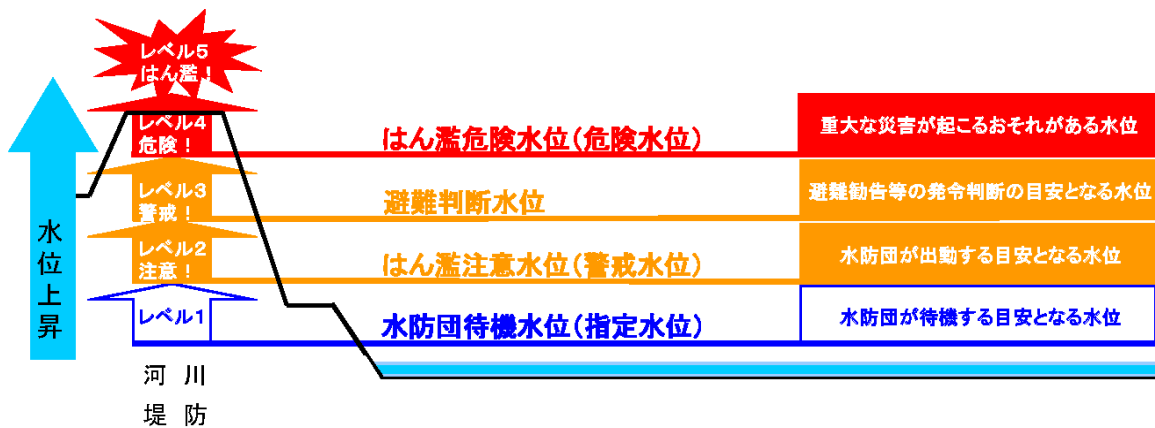 レベル5
はん濫！
レベル4
危険！
はん濫危険水位(危険水位)
重大な災害が起こるおそれがある水位
レベル3
警戒！
避難判断水位
避難勧告等の発令判断の目安となる水位
レベル2
注意！
はん濫注意水位(警戒水位)
水防団が出動する目安となる水位
レベル1
水防団待機水位(指定水位)
水防団が待機する目安となる水位
水位上昇
河川
堤防